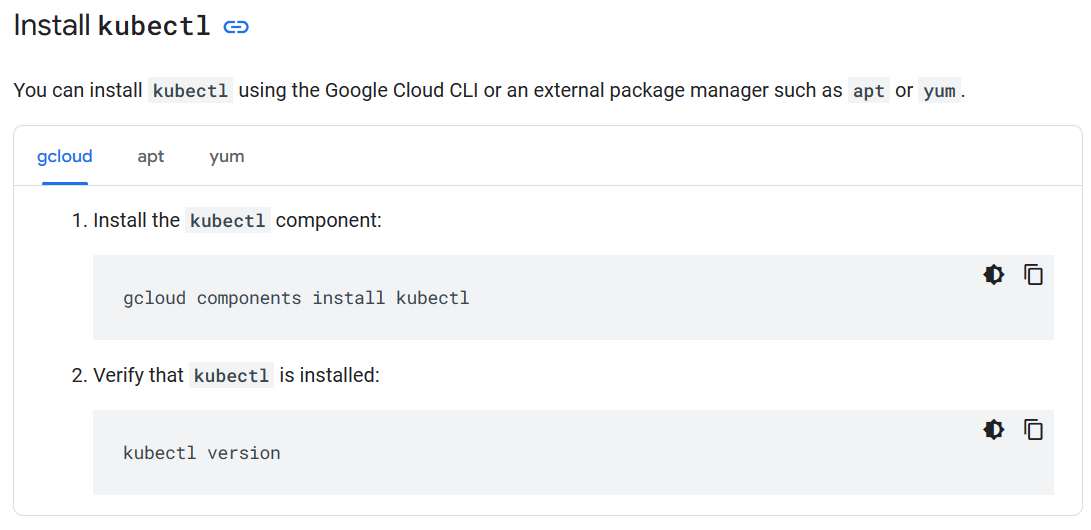 Install kubectl
You can install kubectl using the Google Cloud CLI or an external package manager such as apt or yum.
gcloud apt yum
1. Install the kubectl component:
gcloud components install kubectl
2. Verify that kubectl is installed:
kubectl version